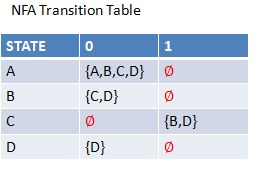 NFA Transition Table
STATE 0 1
A {A,B,C,D} Ø
B {C,D} Ø
C Ø {B,D}
D {D} Ø